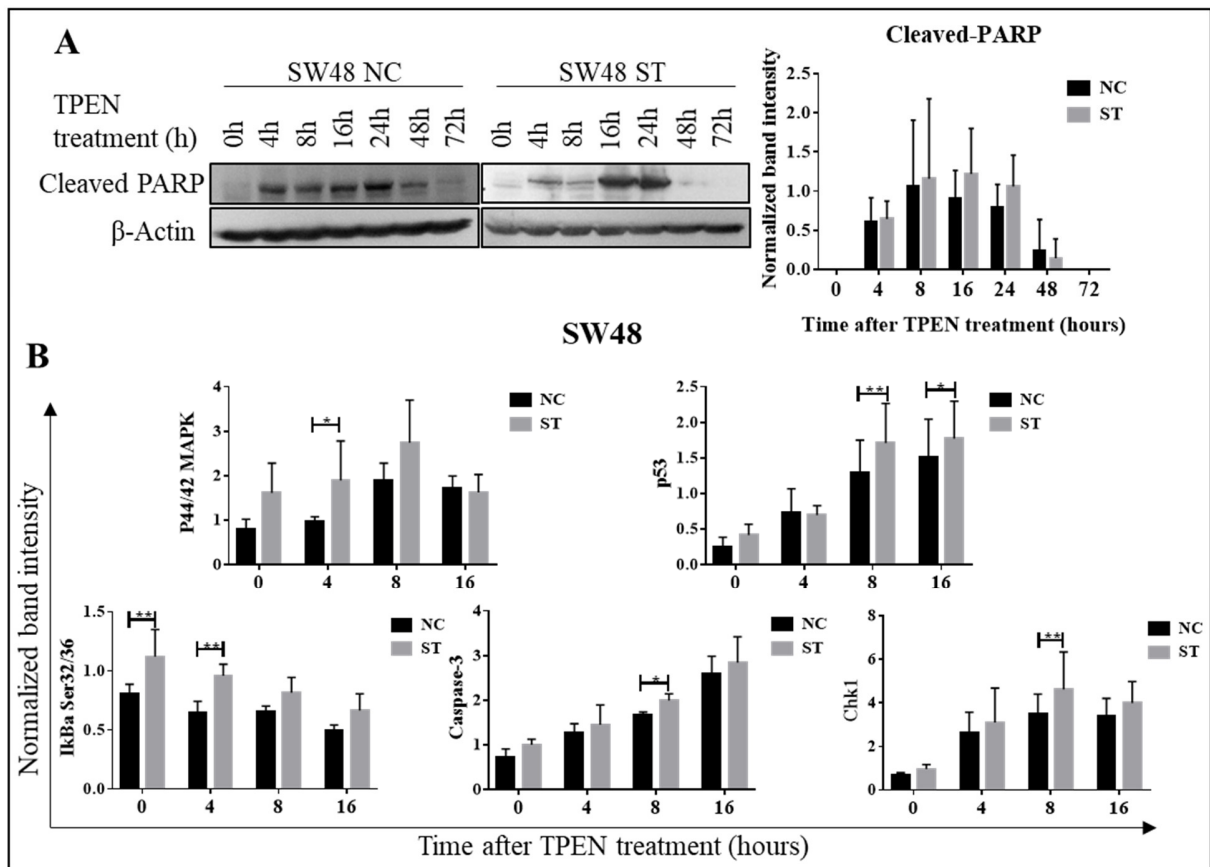 A
SW48 NC
SW48 ST
TPEN
treatment (h)
0h 4h 8h 16h 24h 48h 72h
0h 4h 8h 16h 24h 48h 72h
Cleaved PARP
β-Actin
Cleaved-PARP
Normalized band intensity
2.5
2.0
1.5
1.0
0.5
0.0
NC
ST
0 4 8 16 24 48 72
Time after TPEN treatment (hours)
SW48
B
Normalized band intensity
P44/42 MAPK
4
3
2
1
0
*
NC
ST
0 4 8 16
p53
2.5
2.0
1.5
1.0
0.5
0.0
**
*
NC
ST
0 4 8 16
IkBa Ser32/36
1.5
1.0
0.5
0.0
**
**
NC
ST
0 4 8 16
Caspase-3
4
3
2
1
0
*
NC
ST
0 4 8 16
Chk1
8
6
4
2
0
**
NC
ST
0 4 8 16
Time after TPEN treatment (hours)